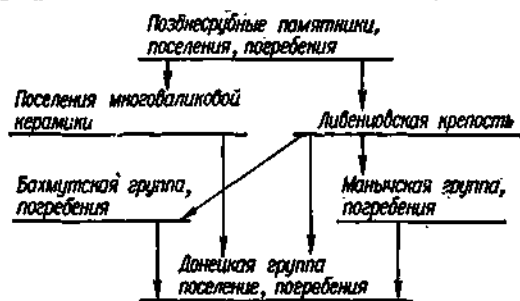 Позднесрубные памятники,
поселения, погребения
Поселения многоваликовой
керамики
Ливенцовская крепость
Бахмутская группа,
погребения
Манычская группа,
погребения
Донецкая группа
поселение, погребения